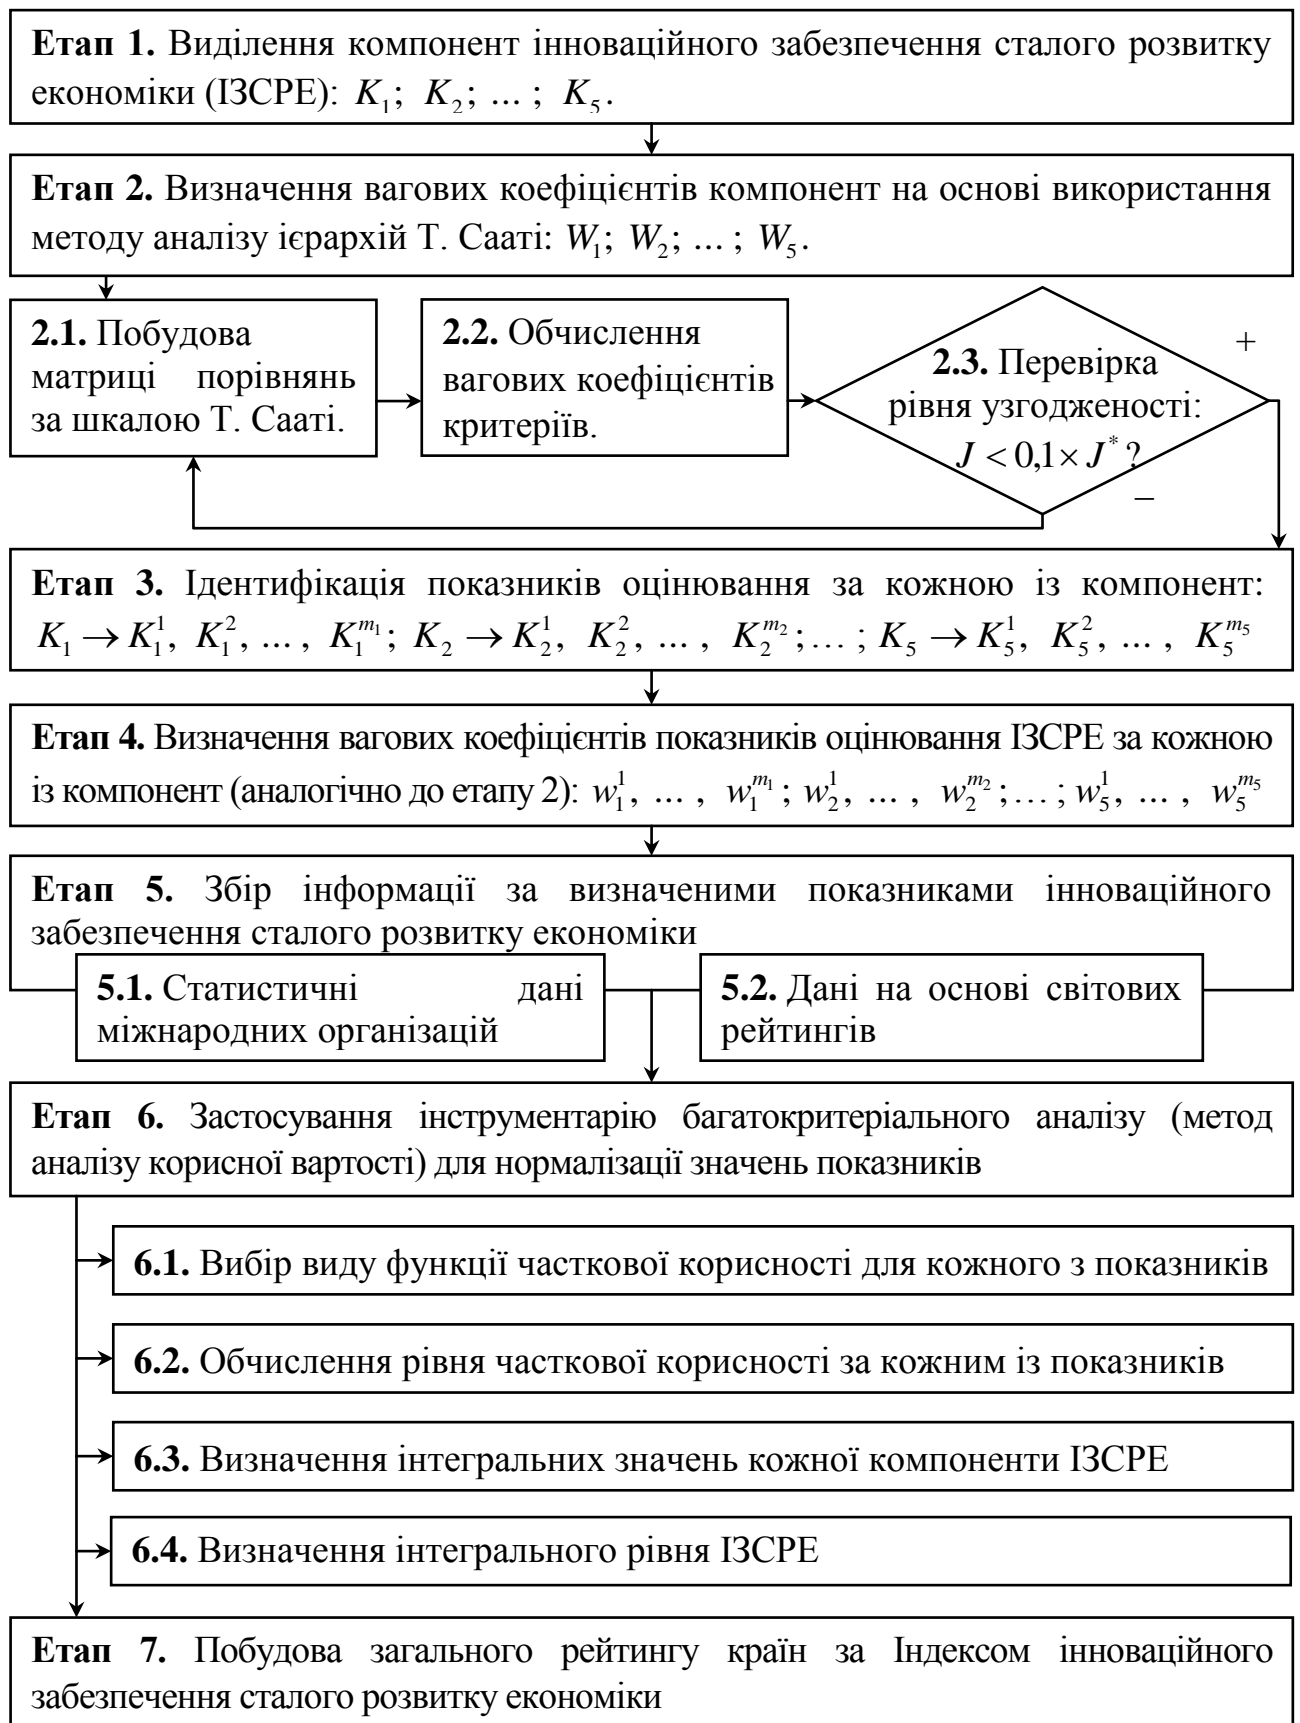 Етап 1. Виділення компонент інноваційного забезпечення сталого розвитку
економіки (ІЗСРЕ): K₁; K₂; ... ; K₅.
Етап 2. Визначення вагових коефіцієнтів компонент на основі використання
методу аналізу ієрархій Т. Сааті: W₁; W₂; ... ; W₅.
2.1. Побудова
матриці порівнянь
за шкалою Т. Сааті.
2.2. Обчислення
вагових коефіцієнтів
критеріїв.
+
2.3. Перевірка
рівня узгодженості:
J < 0,1 × J* ?
−
Етап 3. Ідентифікація показників оцінювання за кожною із компонент:
K₁ → K₁¹, K₁², ... , K₁^{m₁}; K₂ → K₂¹, K₂², ... , K₂^{m₂};... ; K₅ → K₅¹, K₅², ... , K₅^{m₅}
Етап 4. Визначення вагових коефіцієнтів показників оцінювання ІЗСРЕ за кожною
із компонент (аналогічно до етапу 2): w₁¹, ... , w₁^{m₁}; w₂¹, ... , w₂^{m₂};... ; w₅¹, ... , w₅^{m₅}
Етап 5. Збір інформації за визначеними показниками інноваційного
забезпечення сталого розвитку економіки
5.1. Статистичні дані
міжнародних організацій
5.2. Дані на основі світових
рейтингів
Етап 6. Застосування інструментарію багатокритеріального аналізу (метод
аналізу корисної вартості) для нормалізації значень показників
6.1. Вибір виду функції часткової корисності для кожного з показників
6.2. Обчислення рівня часткової корисності за кожним із показників
6.3. Визначення інтегральних значень кожної компоненти ІЗСРЕ
6.4. Визначення інтегрального рівня ІЗСРЕ
Етап 7. Побудова загального рейтингу країн за Індексом інноваційного
забезпечення сталого розвитку економіки